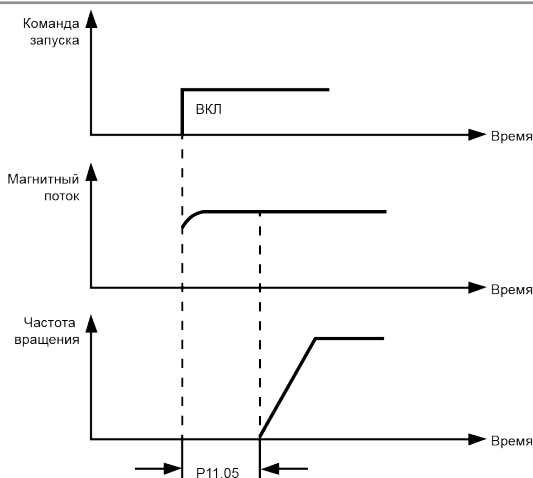 Команда
запуска
ВКЛ
Время
Магнитный
поток
Время
Частота
вращения
Время
P11.05